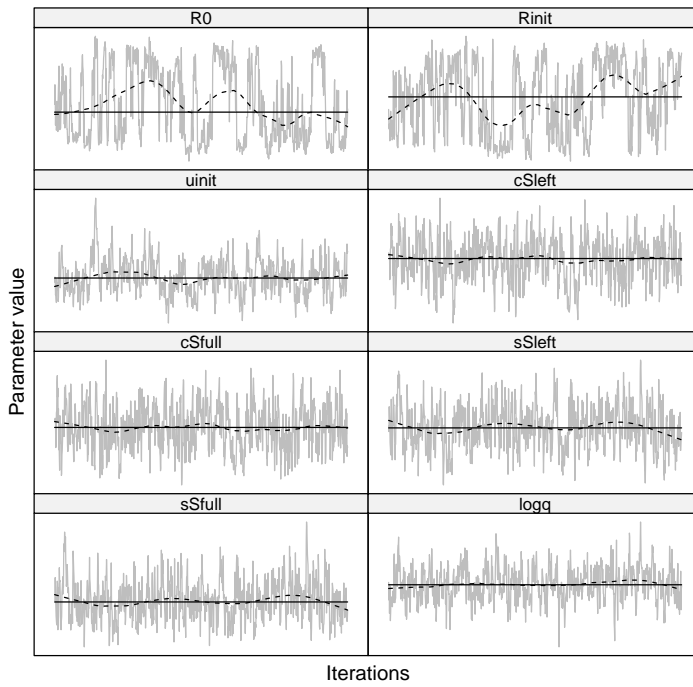 R0
Rinit
uinit
cSleft
cSfull
sSleft
sSfull
logq
Parameter value
Iterations